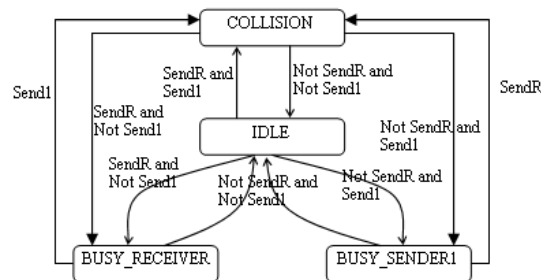 COLLISION
Send1
SendR and
Send1
Not SendR and
Not Send1
SendR
SendR and
Not Send1
Not SendR and
Send1
IDLE
SendR and
Not Send1
Not SendR and
Not Send1
Not SendR and
Send1
BUSY_RECEIVER
BUSY_SENDER1